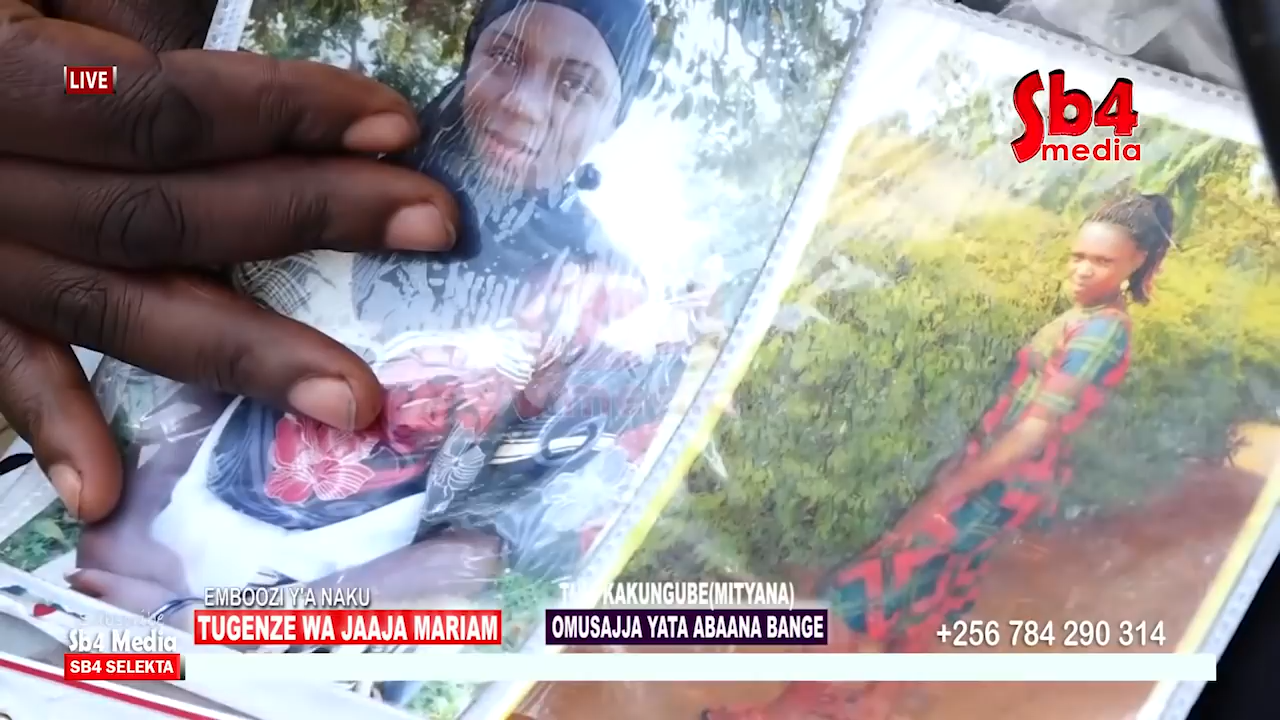 LIVE
Sb4
media
EMBOOZI Y'A NAKU
KAKUNGUBE(MITYANA)
TUGENZE WA JAAJA MARIAM
OMUSAJJA YATA ABAANA BANGE
+256 784 290 314
Sb4 Media
SB4 SELEKTA